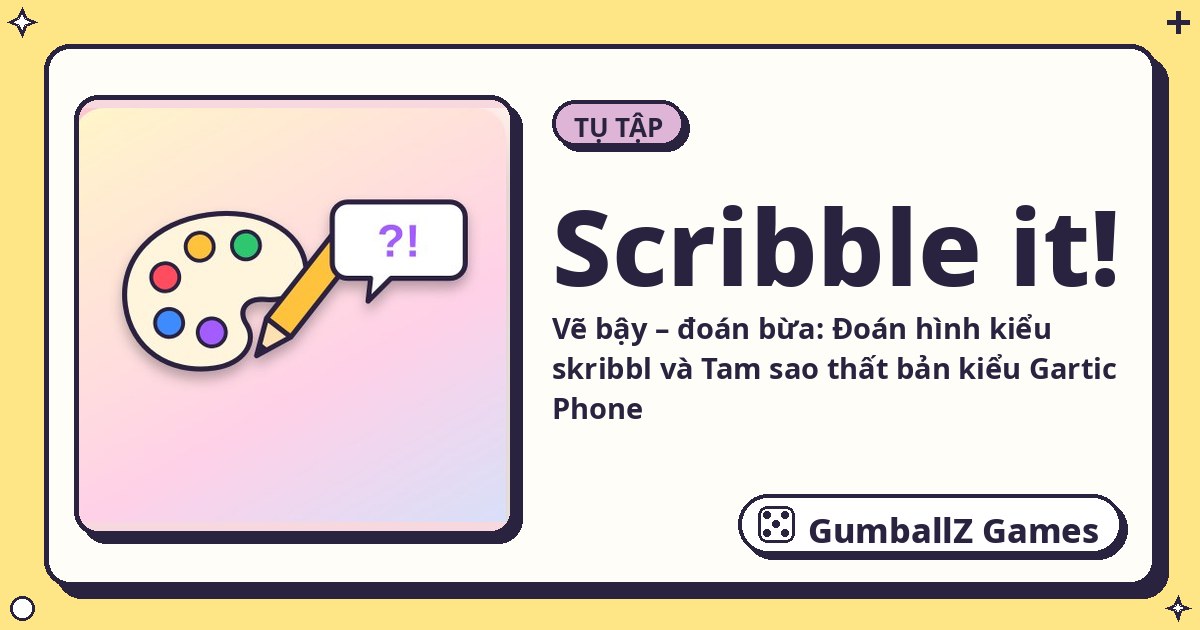 ?!
TỤ TẬP
Scribble it!
Vẽ bậy – đoán bừa: Đoán hình kiểu
skribbl và Tam sao thất bản kiểu Gartic
Phone
GumballZ Games